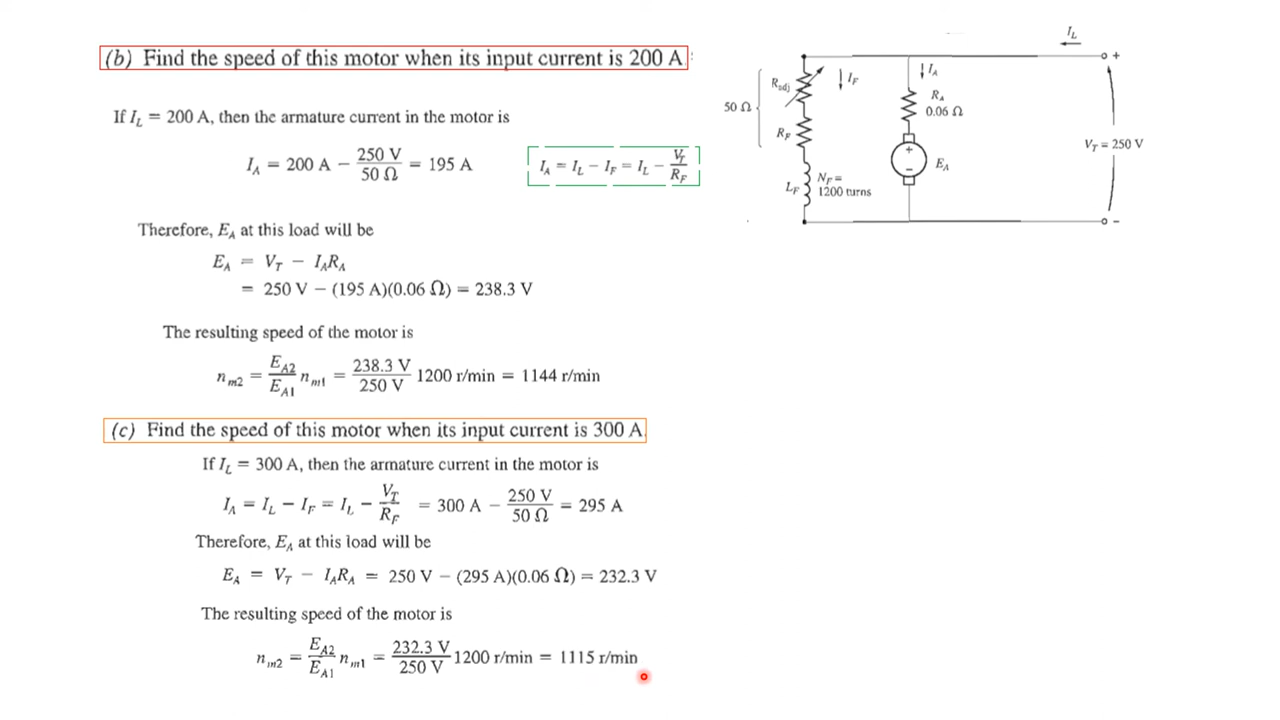 (b) Find the speed of this motor when its input current is 200 A.
If I_L = 200 A, then the armature current in the motor is
I_A = 200 A − 250 V / 50 Ω = 195 A
I_A = I_L − I_F = I_L − V_T / R_F
Therefore, E_A at this load will be
E_A = V_T − I_A R_A
= 250 V − (195 A)(0.06 Ω) = 238.3 V
The resulting speed of the motor is
n_m2 = E_A2 / E_A1 n_m1 = 238.3 V / 250 V 1200 r/min = 1144 r/min
(c) Find the speed of this motor when its input current is 300 A.
If I_L = 300 A, then the armature current in the motor is
I_A = I_L − I_F = I_L − V_T / R_F = 300 A − 250 V / 50 Ω = 295 A
Therefore, E_A at this load will be
E_A = V_T − I_A R_A = 250 V − (295 A)(0.06 Ω) = 232.3 V
The resulting speed of the motor is
n_m2 = E_A2 / E_A1 n_m1 = 232.3 V / 250 V 1200 r/min = 1115 r/min
I_L
+
R_adj
I_F
I_A
50 Ω
R_A
0.06 Ω
R_F
V_T = 250 V
+
−
E_A
L_F
N_F =
1200 turns
−